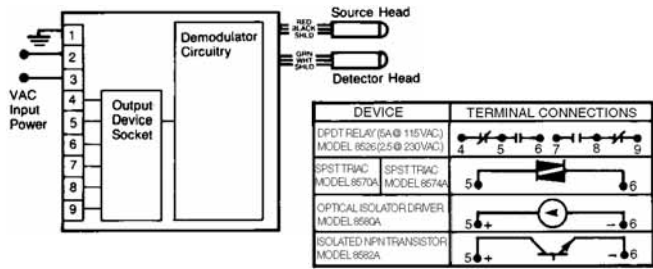 Source Head
RED
BLACK
SHLD
GRN
WHT
SHLD
Detector Head
Demodulator
Circuitry
1
2
3
4
5
6
7
8
9
VAC
Input
Power
Output
Device
Socket
DEVICE TERMINAL CONNECTIONS
DPDT RELAY (5A @ 115VAC.)
MODEL 8526 (2.5 @ 230VAC.)
4 5 6 7 8 9
SPST TRIAC
MODEL 8570A
SPST TRIAC
MODEL 8574A
5 6
OPTICAL ISOLATOR DRIVER
MODEL 8580A
5 + - 6
ISOLATED NPN TRANSISTOR
MODEL 8582A
5 + - 6